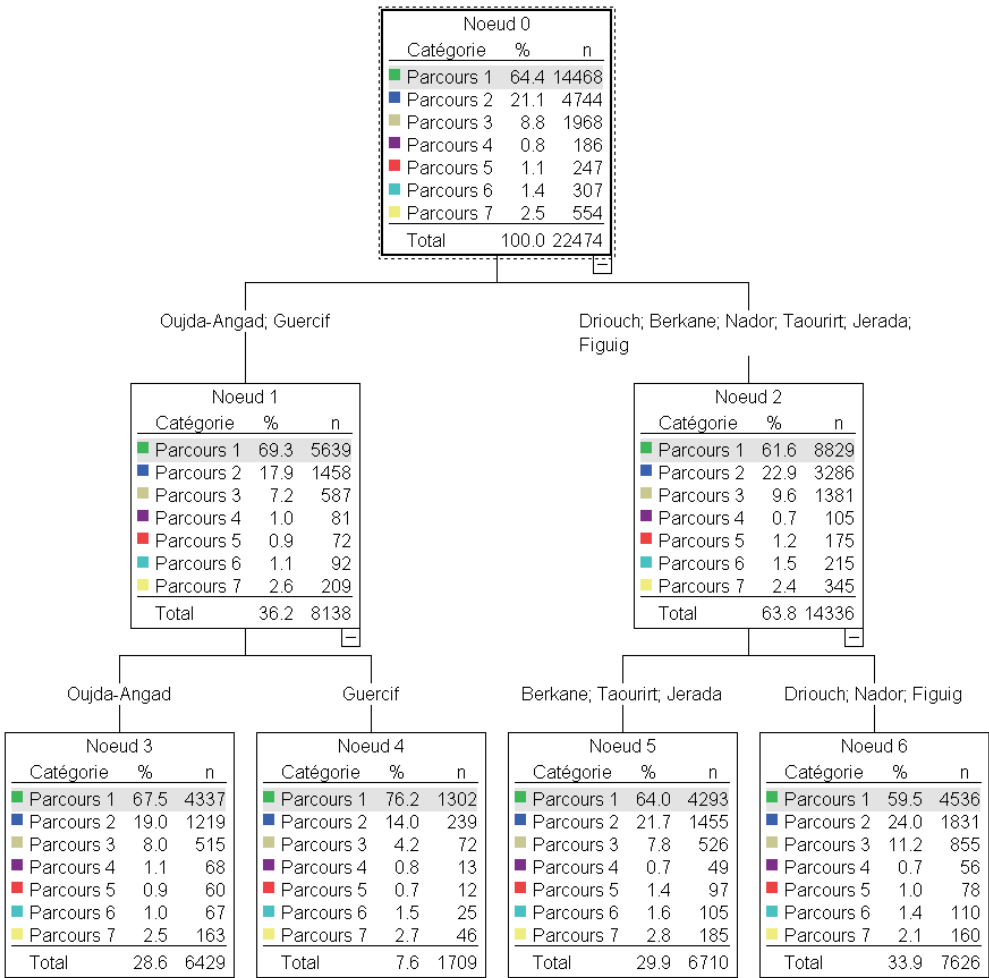 Noeud 0
Catégorie % n
Parcours 1 64.4 14468
Parcours 2 21.1 4744
Parcours 3 8.8 1968
Parcours 4 0.8 186
Parcours 5 1.1 247
Parcours 6 1.4 307
Parcours 7 2.5 554
Total 100.0 22474
Oujda-Angad; Guercif
Driouch; Berkane; Nador; Taourirt; Jerada;
Figuig
Noeud 1
Catégorie % n
Parcours 1 69.3 5639
Parcours 2 17.9 1458
Parcours 3 7.2 587
Parcours 4 1.0 81
Parcours 5 0.9 72
Parcours 6 1.1 92
Parcours 7 2.6 209
Total 36.2 8138
Noeud 2
Catégorie % n
Parcours 1 61.6 8829
Parcours 2 22.9 3286
Parcours 3 9.6 1381
Parcours 4 0.7 105
Parcours 5 1.2 175
Parcours 6 1.5 215
Parcours 7 2.4 345
Total 63.8 14336
Oujda-Angad
Guercif
Berkane; Taourirt; Jerada
Driouch; Nador; Figuig
Noeud 3
Catégorie % n
Parcours 1 67.5 4337
Parcours 2 19.0 1219
Parcours 3 8.0 515
Parcours 4 1.1 68
Parcours 5 0.9 60
Parcours 6 1.0 67
Parcours 7 2.5 163
Total 28.6 6429
Noeud 4
Catégorie % n
Parcours 1 76.2 1302
Parcours 2 14.0 239
Parcours 3 4.2 72
Parcours 4 0.8 13
Parcours 5 0.7 12
Parcours 6 1.5 25
Parcours 7 2.7 46
Total 7.6 1709
Noeud 5
Catégorie % n
Parcours 1 64.0 4293
Parcours 2 21.7 1455
Parcours 3 7.8 526
Parcours 4 0.7 49
Parcours 5 1.4 97
Parcours 6 1.6 105
Parcours 7 2.8 185
Total 29.9 6710
Noeud 6
Catégorie % n
Parcours 1 59.5 4536
Parcours 2 24.0 1831
Parcours 3 11.2 855
Parcours 4 0.7 56
Parcours 5 1.0 78
Parcours 6 1.4 110
Parcours 7 2.1 160
Total 33.9 7626